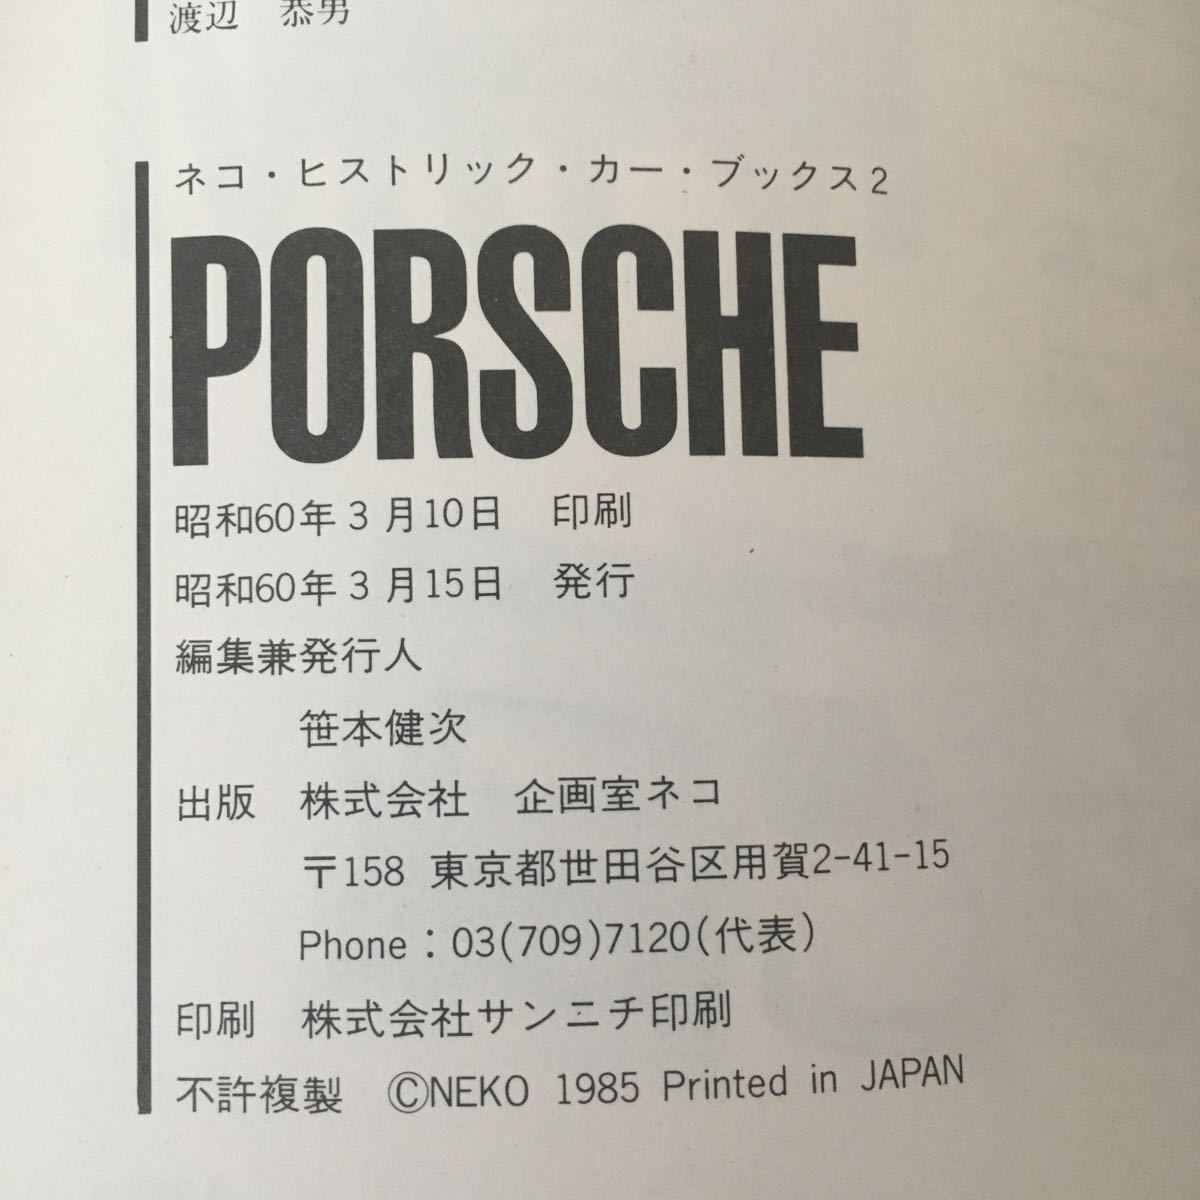 渡辺　恭男
ネコ・ヒストリック・カー・ブックス2
PORSCHE
昭和60年3月10日　印刷
昭和60年3月15日　発行
編集兼発行人
笹本健次
出版　株式会社　企画室ネコ
〒158 東京都世田谷区用賀2-41-15
Phone：03(709)7120(代表)
印刷　株式会社サンニチ印刷
不許複製　©NEKO 1985 Printed in JAPAN